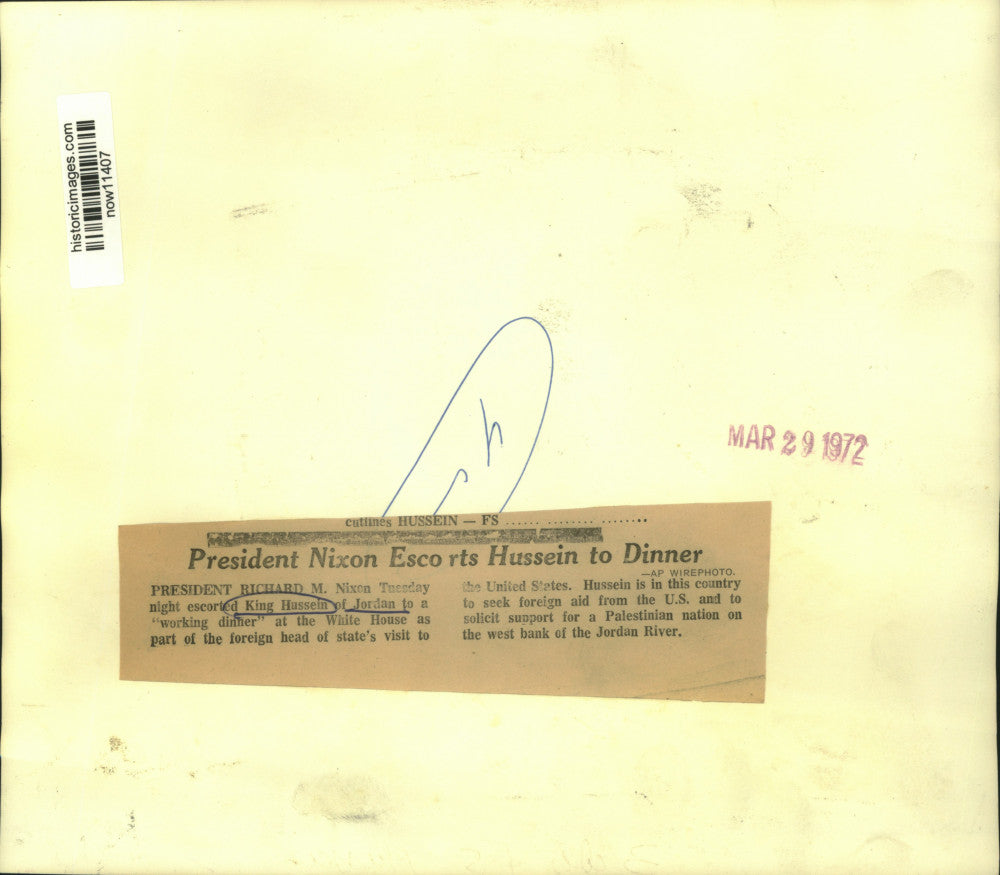 historicimages.com
now11407
MAR 29 1972
cutlines HUSSEIN — FS
President Nixon Esco rts Hussein to Dinner
—AP WIREPHOTO.
PRESIDENT RICHARD M. Nixon Tuesday
night escorted King Hussein of Jordan to a
"working dinner" at the White House as
part of the foreign head of state's visit to
the United States. Hussein is in this country
to seek foreign aid from the U.S. and to
solicit support for a Palestinian nation on
the west bank of the Jordan River.